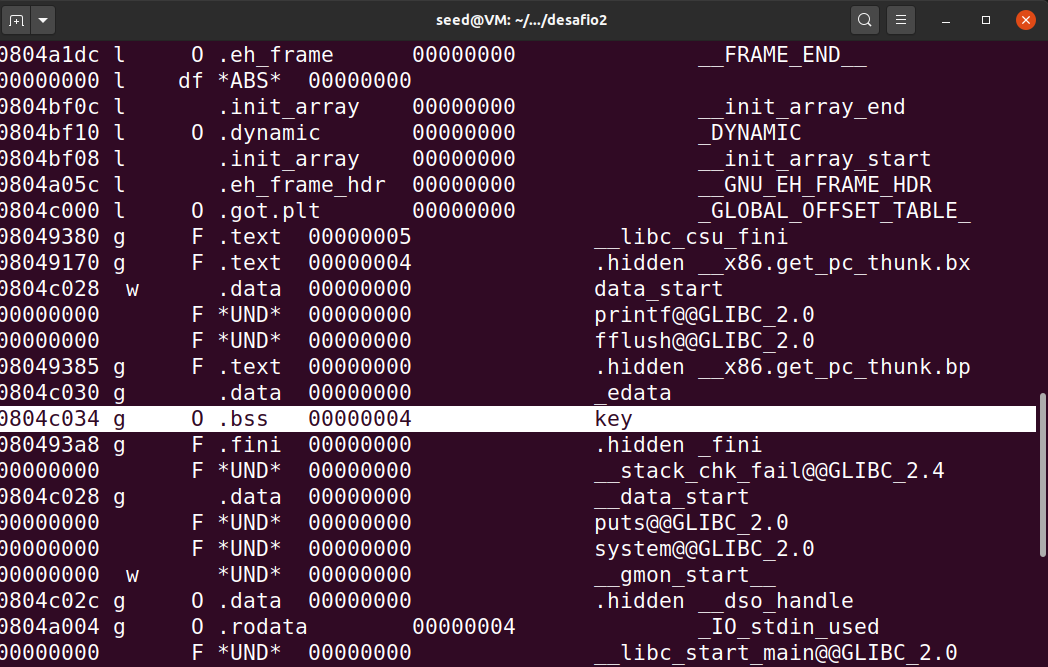 seed@VM: ~/.../desafio2
0804a1dc l     O .eh_frame      00000000              __FRAME_END__
00000000 l    df *ABS*  00000000
0804bf0c l       .init_array    00000000              __init_array_end
0804bf10 l     O .dynamic       00000000              _DYNAMIC
0804bf08 l       .init_array    00000000              __init_array_start
0804a05c l       .eh_frame_hdr  00000000              __GNU_EH_FRAME_HDR
0804c000 l     O .got.plt       00000000              _GLOBAL_OFFSET_TABLE_
08049380 g     F .text  00000005              __libc_csu_fini
08049170 g     F .text  00000004              .hidden __x86.get_pc_thunk.bx
0804c028  w      .data  00000000              data_start
00000000       F *UND*  00000000              printf@@GLIBC_2.0
00000000       F *UND*  00000000              fflush@@GLIBC_2.0
08049385 g     F .text  00000000              .hidden __x86.get_pc_thunk.bp
0804c030 g       .data  00000000              _edata
0804c034 g     O .bss   00000004              key
080493a8 g     F .fini  00000000              .hidden _fini
00000000       F *UND*  00000000              __stack_chk_fail@@GLIBC_2.4
0804c028 g       .data  00000000              __data_start
00000000       F *UND*  00000000              puts@@GLIBC_2.0
00000000       F *UND*  00000000              system@@GLIBC_2.0
00000000  w      *UND*  00000000              __gmon_start__
0804c02c g     O .data  00000000              .hidden __dso_handle
0804a004 g     O .rodata        00000004              _IO_stdin_used
00000000       F *UND*  00000000              __libc_start_main@@GLIBC_2.0